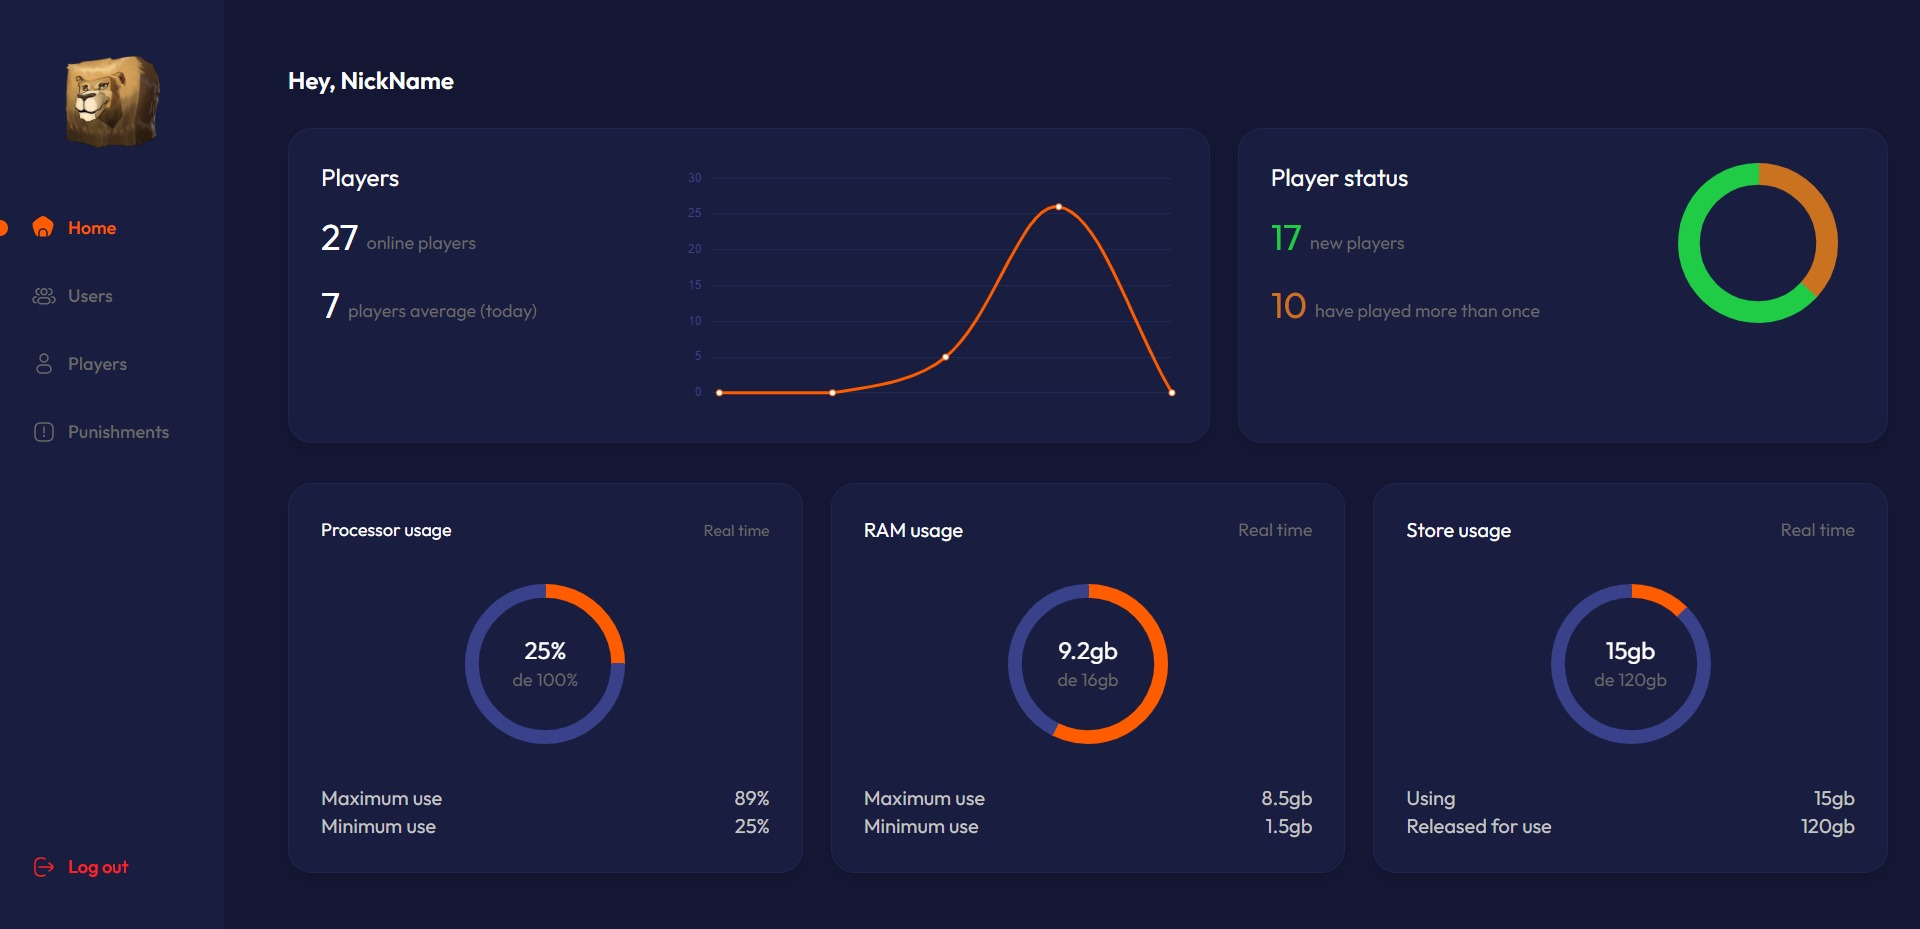 Hey, NickName
Home
Users
Players
Punishments
Log out
Players
27 online players
7 players average (today)
30
25
20
15
10
5
0
Player status
17 new players
10 have played more than once
Processor usage Real time
25%
de 100%
Maximum use 89%
Minimum use 25%
RAM usage Real time
9.2gb
de 16gb
Maximum use 8.5gb
Minimum use 1.5gb
Store usage Real time
15gb
de 120gb
Using 15gb
Released for use 120gb